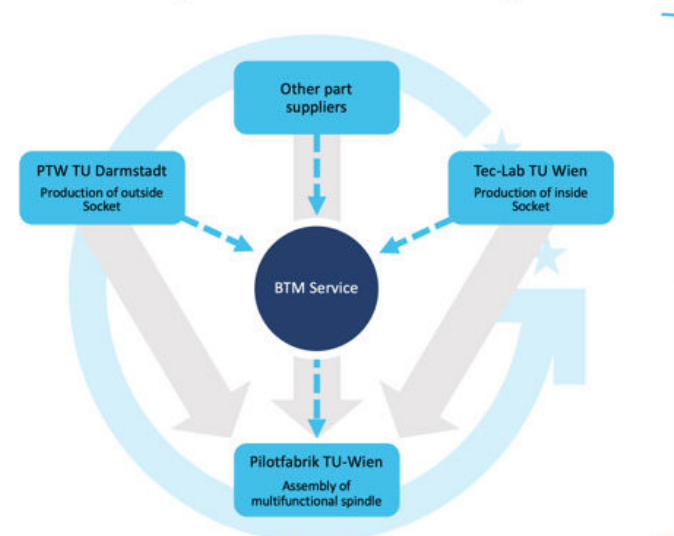 Other part
suppliers
PTW TU Darmstadt
Production of outside
Socket
Tec-Lab TU Wien
Production of inside
Socket
BTM Service
Pilotfabrik TU-Wien
Assembly of
multifunctional spindle